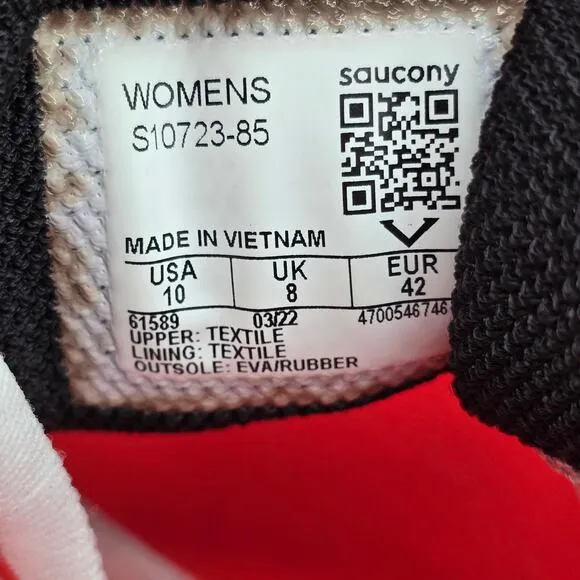 saucony
WOMENS
S10723-85
MADE IN VIETNAM
USA UK EUR
10 8 42
61589 03/22 4700546746
UPPER: TEXTILE
LINING: TEXTILE
OUTSOLE: EVA/RUBBER